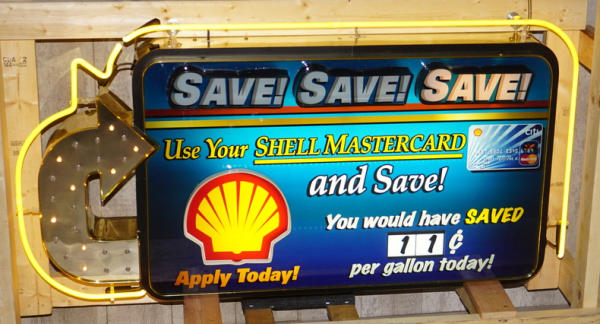 SAVE! SAVE! SAVE!
Use Your SHELL MASTERCARD
citi
and Save!
You would have SAVED
11¢
per gallon today!
Apply Today!